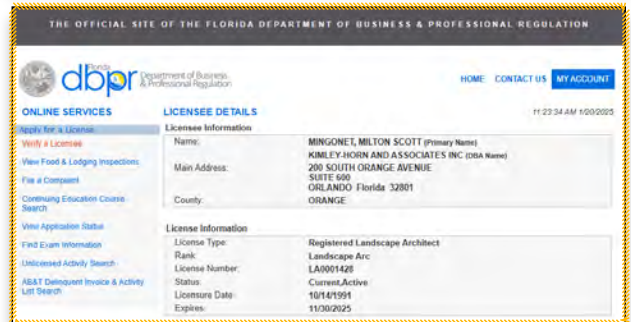 THE OFFICIAL SITE OF THE FLORIDA DEPARTMENT OF BUSINESS & PROFESSIONAL REGULATION
Florida
dbpr Department of Business
& Professional Regulation
HOME CONTACT US MY ACCOUNT
ONLINE SERVICES
LICENSEE DETAILS
11:23:34 AM 1/20/2025
Apply for a License
Verify a Licensee
View Food & Lodging Inspections
File a Complaint
Continuing Education Course
Search
View Application Status
Find Exam Information
Unlicensed Activity Search
AB&T Delinquent Invoice & Activity
List Search
Licensee Information
Name: MINGONET, MILTON SCOTT (Primary Name)
KIMLEY-HORN AND ASSOCIATES INC (DBA Name)
Main Address: 200 SOUTH ORANGE AVENUE
SUITE 600
ORLANDO Florida 32801
County: ORANGE
License Information
License Type: Registered Landscape Architect
Rank: Landscape Arc
License Number: LA0001428
Status: Current,Active
Licensure Date: 10/14/1991
Expires: 11/30/2025